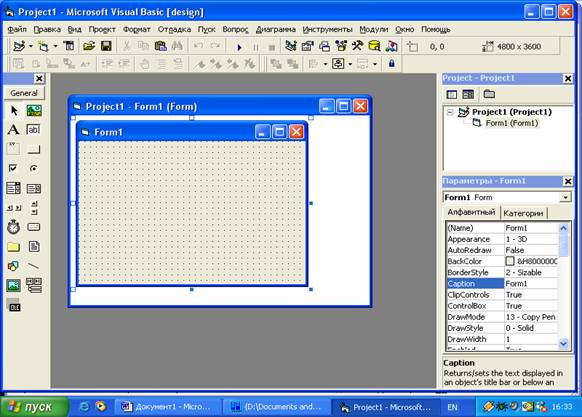 Project1 - Microsoft Visual Basic [design]
Файл Правка Вид Проект Формат Отладка Пуск Вопрос Диаграмма Инструменты Модули Окно Помощь
0, 0 4800 x 3600
General
A ab|
Project1 - Form1 (Form)
Form1
Project - Project1
Project1 (Project1)
Form1 (Form1)
Параметры - Form1
Form1 Form
Алфавитный Категории
(Name) Form1
Appearance 1 - 3D
AutoRedraw False
BackColor &H8000000
BorderStyle 2 - Sizable
Caption Form1
ClipControls True
ControlBox True
DrawMode 13 - Copy Pen
DrawStyle 0 - Solid
DrawWidth 1
Enabled True
Caption
Returns/sets the text displayed in
an object's title bar or below an
пуск Документ1 - Micros... (D:\Documents and... Project1 - Microsoft... EN 16:33